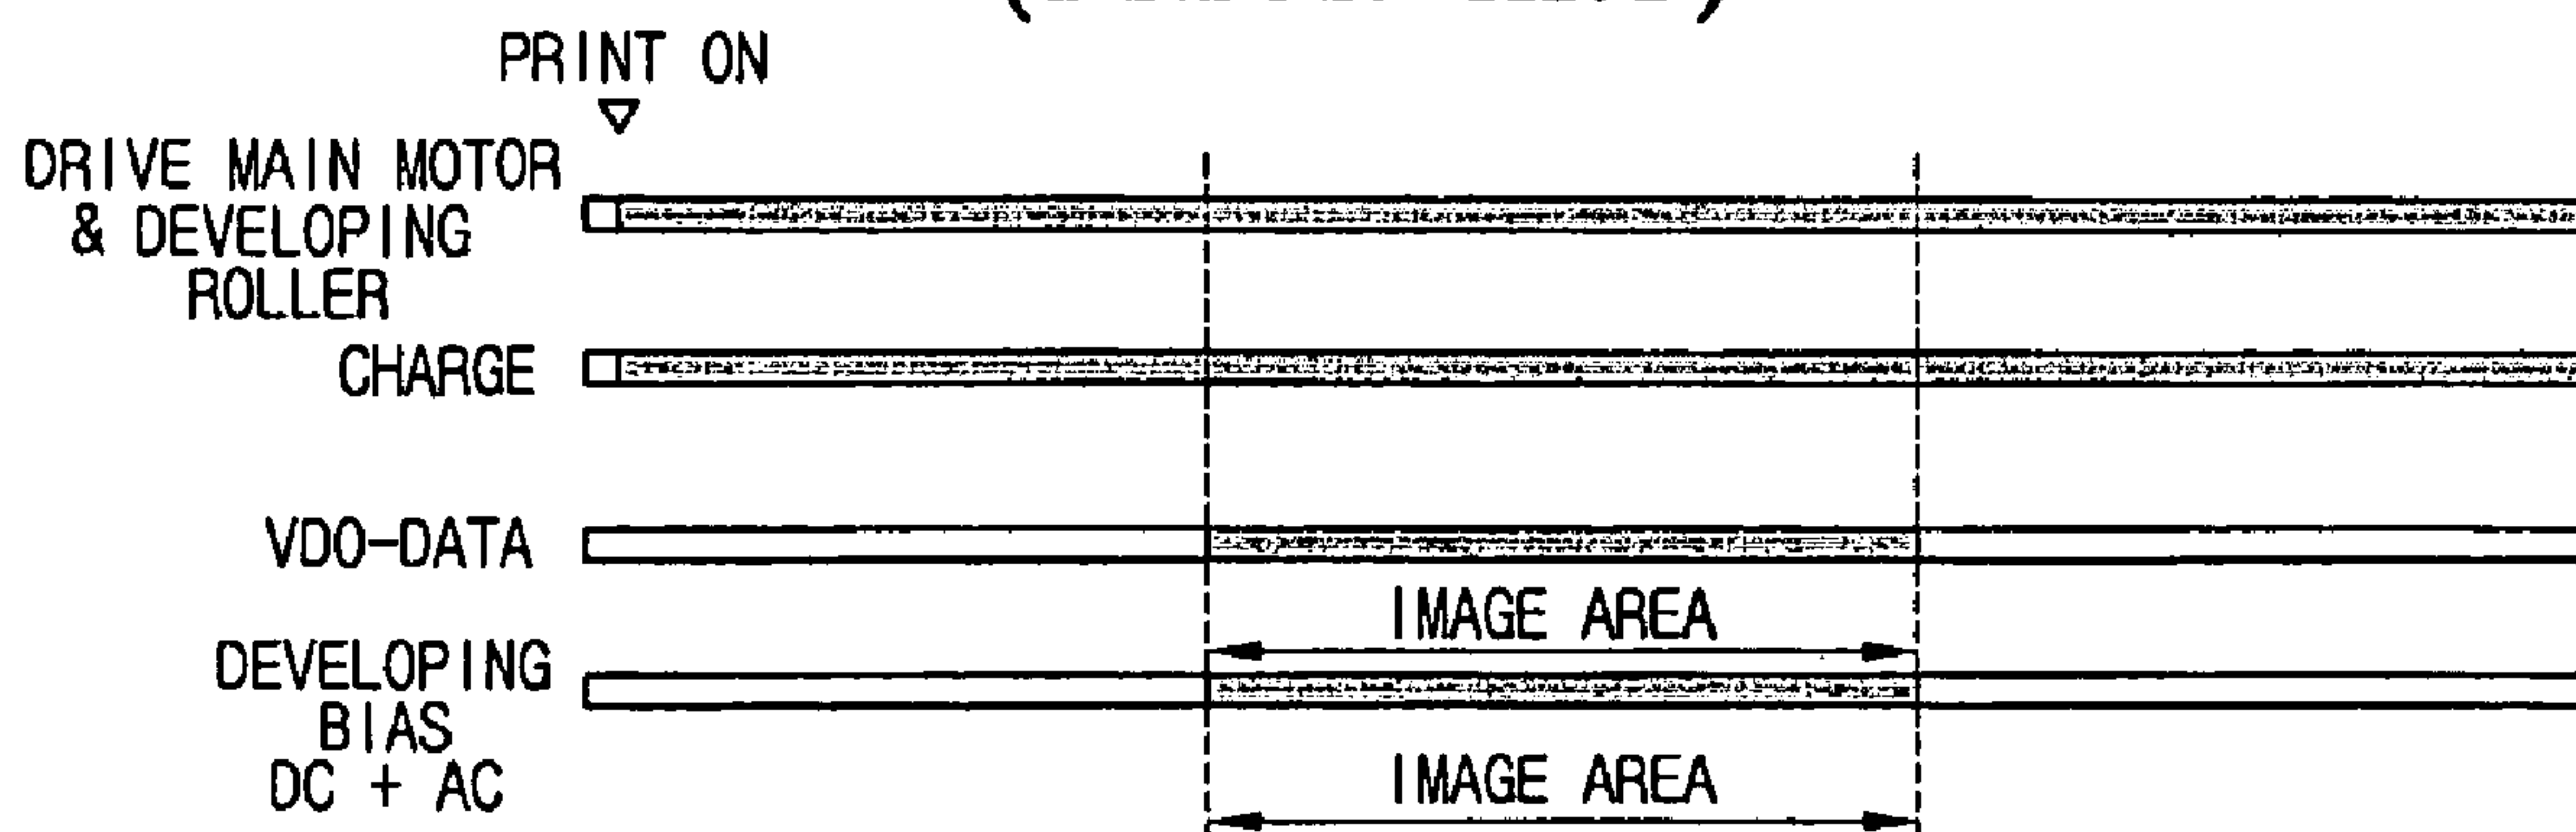 PRINT ON
DRIVE MAIN MOTOR
& DEVELOPING
ROLLER
CHARGE
VDO-DATA
IMAGE AREA
DEVELOPING
BIAS
DC + AC
IMAGE AREA